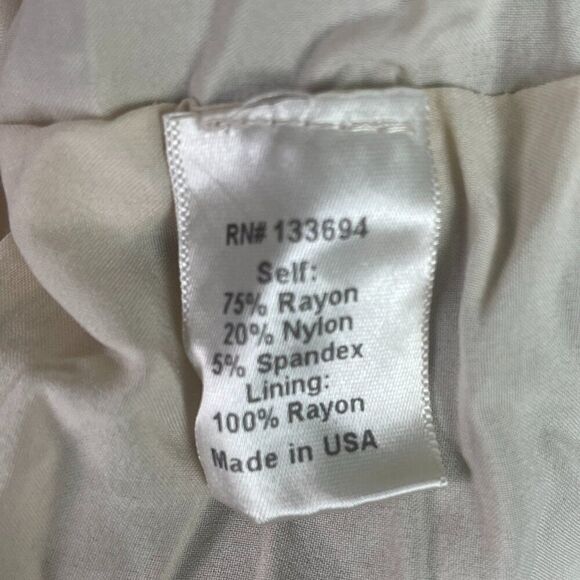 RN# 133694
Self:
75% Rayon
20% Nylon
5% Spandex
Lining:
100% Rayon
Made in USA